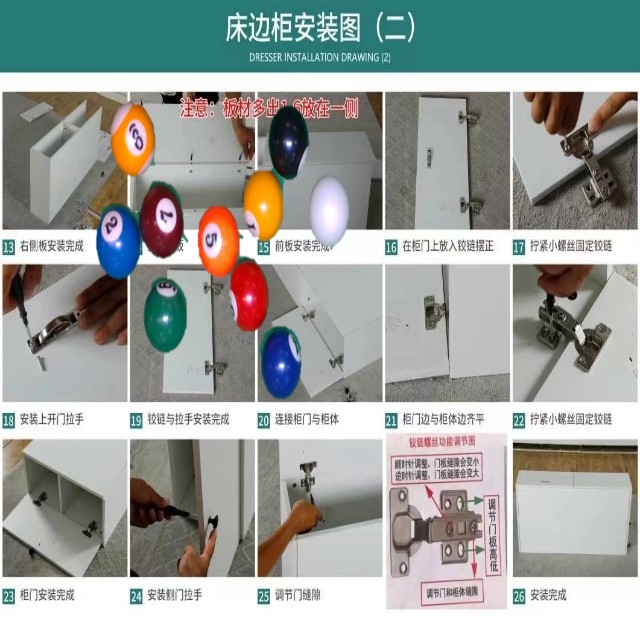 床边柜安装图（二）
DRESSER INSTALLATION DRAWING (2)
注意：板材多出1.6放在一侧
13 右侧板安装完成
15 前板安装完成
16 在柜门上放入铰链摆正
17 拧紧小螺丝固定铰链
18 安装上开门拉手
19 铰链与拉手安装完成
20 连接柜门与柜体
21 柜门边与柜体边齐平
22 拧紧小螺丝固定铰链
铰链螺丝功能调节图
顺时针调整、门板缝隙会变小
逆时针调整、门板缝隙会变大
调节门板高低
调节门和柜体缝隙
23 柜门安装完成
24 安装侧门拉手
25 调节门缝隙
26 安装完成
2
7
5